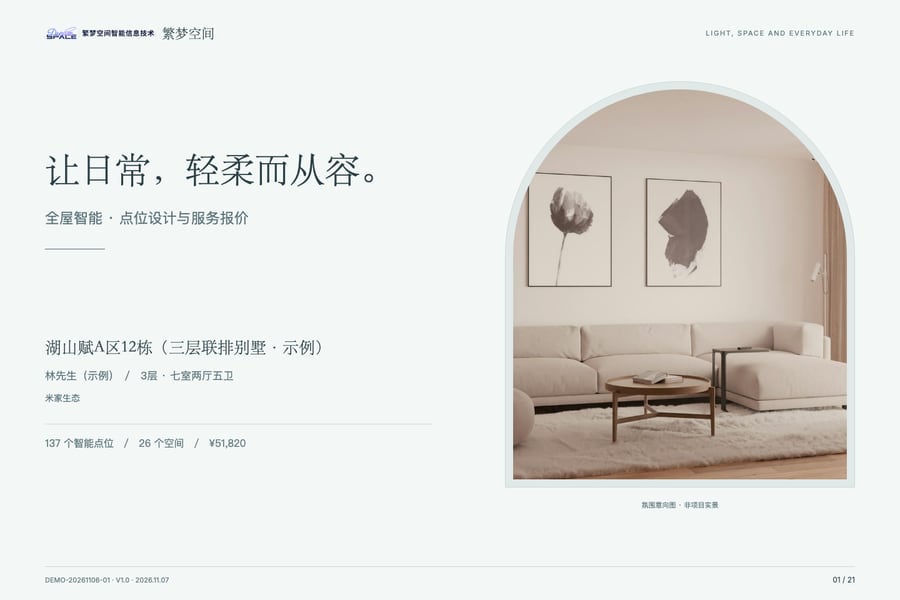 Dream SPACE 繁梦空间智能信息技术 繁梦空间
LIGHT, SPACE AND EVERYDAY LIFE
让日常，轻柔而从容。
全屋智能 · 点位设计与服务报价
湖山赋A区12栋（三层联排别墅 · 示例）
林先生（示例） / 3层 · 七室两厅五卫
米家生态
137 个智能点位 / 26 个空间 / ¥51,820
氛围意向图 · 非项目实景
DEMO-20261106-01 · V1.0 · 2026.11.07
01 / 21